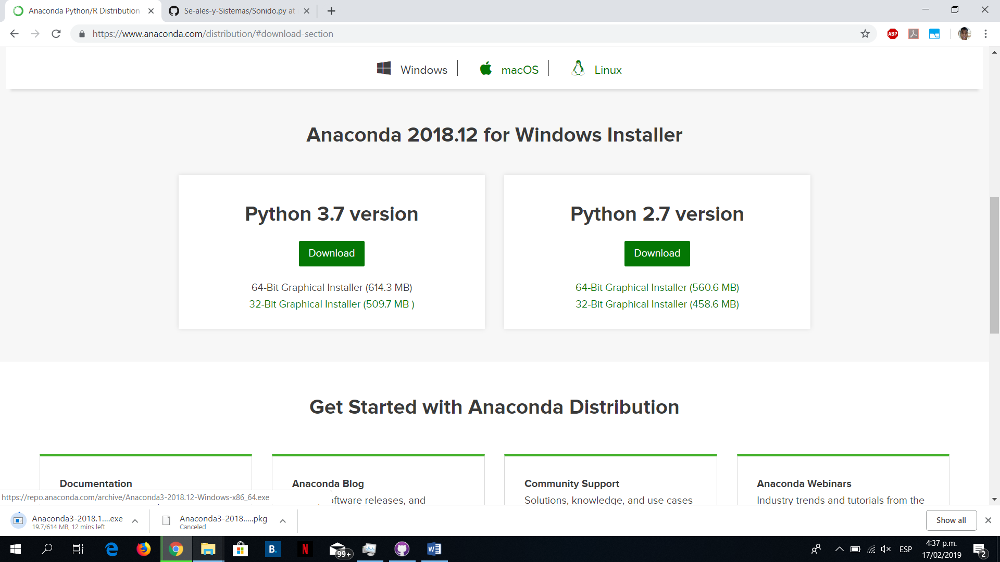 Anaconda Python/R Distribution
Se-ales-y-Sistemas/Sonido.py at
https://www.anaconda.com/distribution/#download-section
ABP
Windows
macOS
Linux
Anaconda 2018.12 for Windows Installer
Python 3.7 version
Download
64-Bit Graphical Installer (614.3 MB)
32-Bit Graphical Installer (509.7 MB )
Python 2.7 version
Download
64-Bit Graphical Installer (560.6 MB)
32-Bit Graphical Installer (458.6 MB)
Get Started with Anaconda Distribution
Documentation
Anaconda Blog
oftware releases, and
Community Support
Solutions, knowledge, and use cases
Anaconda Webinars
Industry trends and tutorials from the
https://repo.anaconda.com/archive/Anaconda3-2018.12-Windows-x86_64.exe
Anaconda3-2018.1....exe
19.7/614 MB, 12 mins left
Anaconda3-2018.....pkg
Canceled
Show all
B.
N
99+
W
ESP
4:37 p.m.
17/02/2019
2